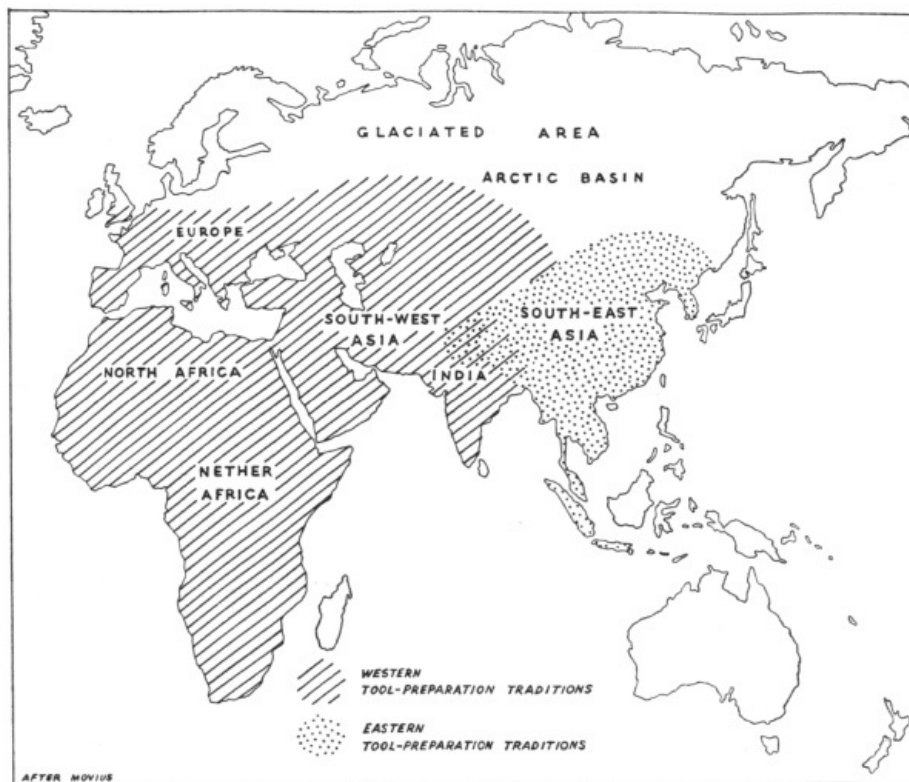 GLACIATED AREA
ARCTIC BASIN
EUROPE
SOUTH-WEST
ASIA
SOUTH-EAST
ASIA
INDIA
NORTH AFRICA
NETHER
AFRICA
WESTERN
TOOL-PREPARATION TRADITIONS
EASTERN
TOOL-PREPARATION TRADITIONS
AFTER MOVIUS